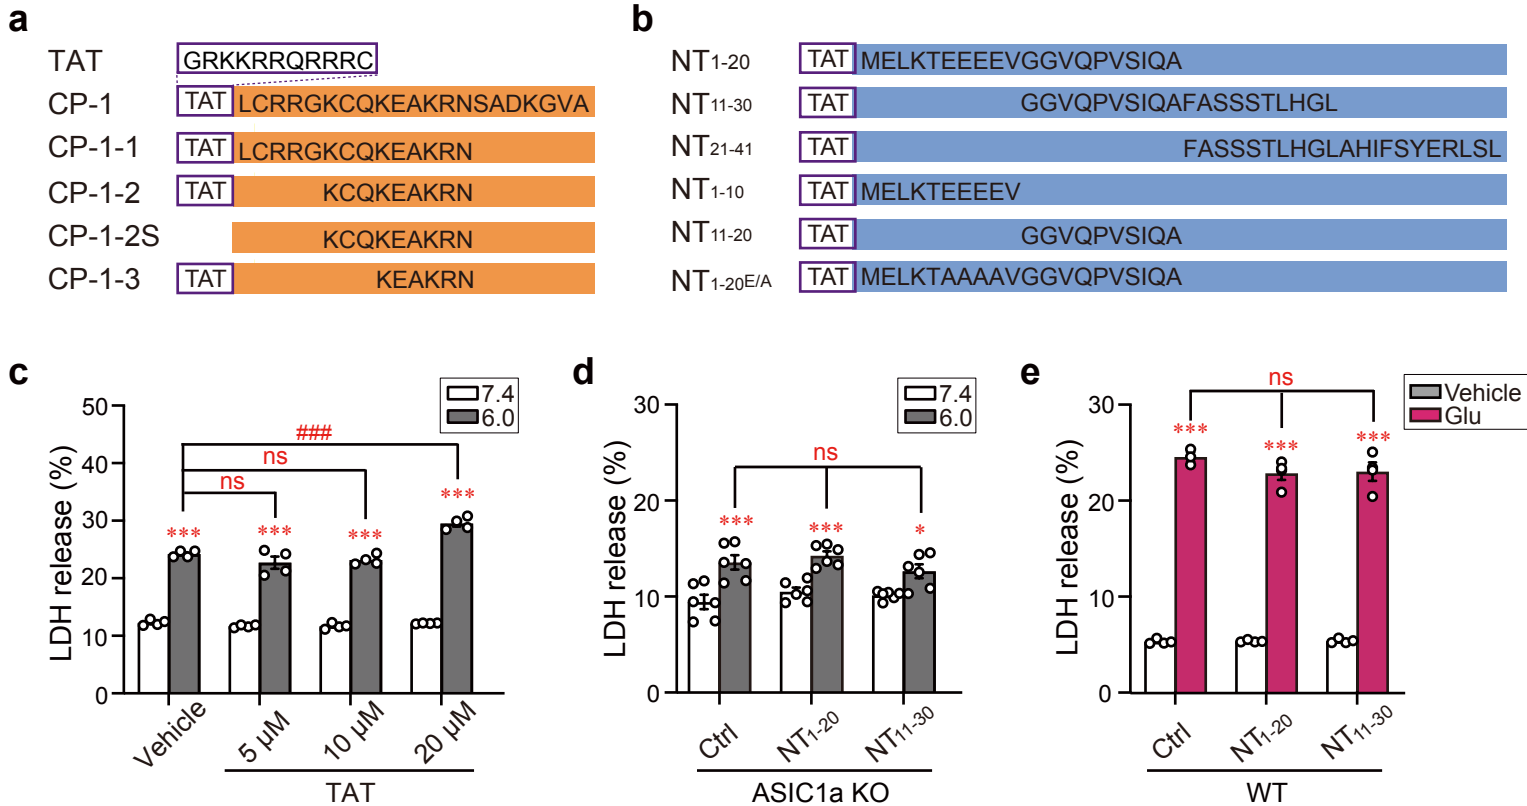 a
TAT GRKKRRQRRRC
CP-1 TAT LCRRGKCQKEAKRNSADKGVA
CP-1-1 TAT LCRRGKCQKEAKRN
CP-1-2 TAT KCQKEAKRN
CP-1-2S KCQKEAKRN
CP-1-3 TAT KEAKRN
b
NT1-20 TAT MELKTEEEEVGGVQPVSIQA
NT11-30 TAT GGVQPVSIQAFASSSTLHGL
NT21-41 TAT FASSSTLHGLAHIFSYERLSL
NT1-10 TAT MELKTEEEEV
NT11-20 TAT GGVQPVSIQA
NT1-20E/A TAT MELKTAAAAVGGVQPVSIQA
c
7.4
6.0
LDH release (%)
50
40
30
20
10
0
###
ns
ns
*** *** *** ***
Vehicle 5 µM 10 µM 20 µM
TAT
d
7.4
6.0
LDH release (%)
30
20
10
0
ns
*** *** *
Ctrl NT1-20 NT11-30
ASIC1a KO
e
Vehicle
Glu
LDH release (%)
30
20
10
0
ns
*** *** ***
Ctrl NT1-20 NT11-30
WT